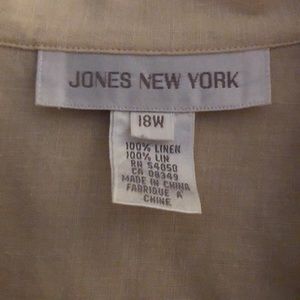 JONES NEW YORK
18W
100% LINEN
100% LIN
RN 54050
CA 08349
MADE IN CHINA
FABRIQUE A'
CHINE